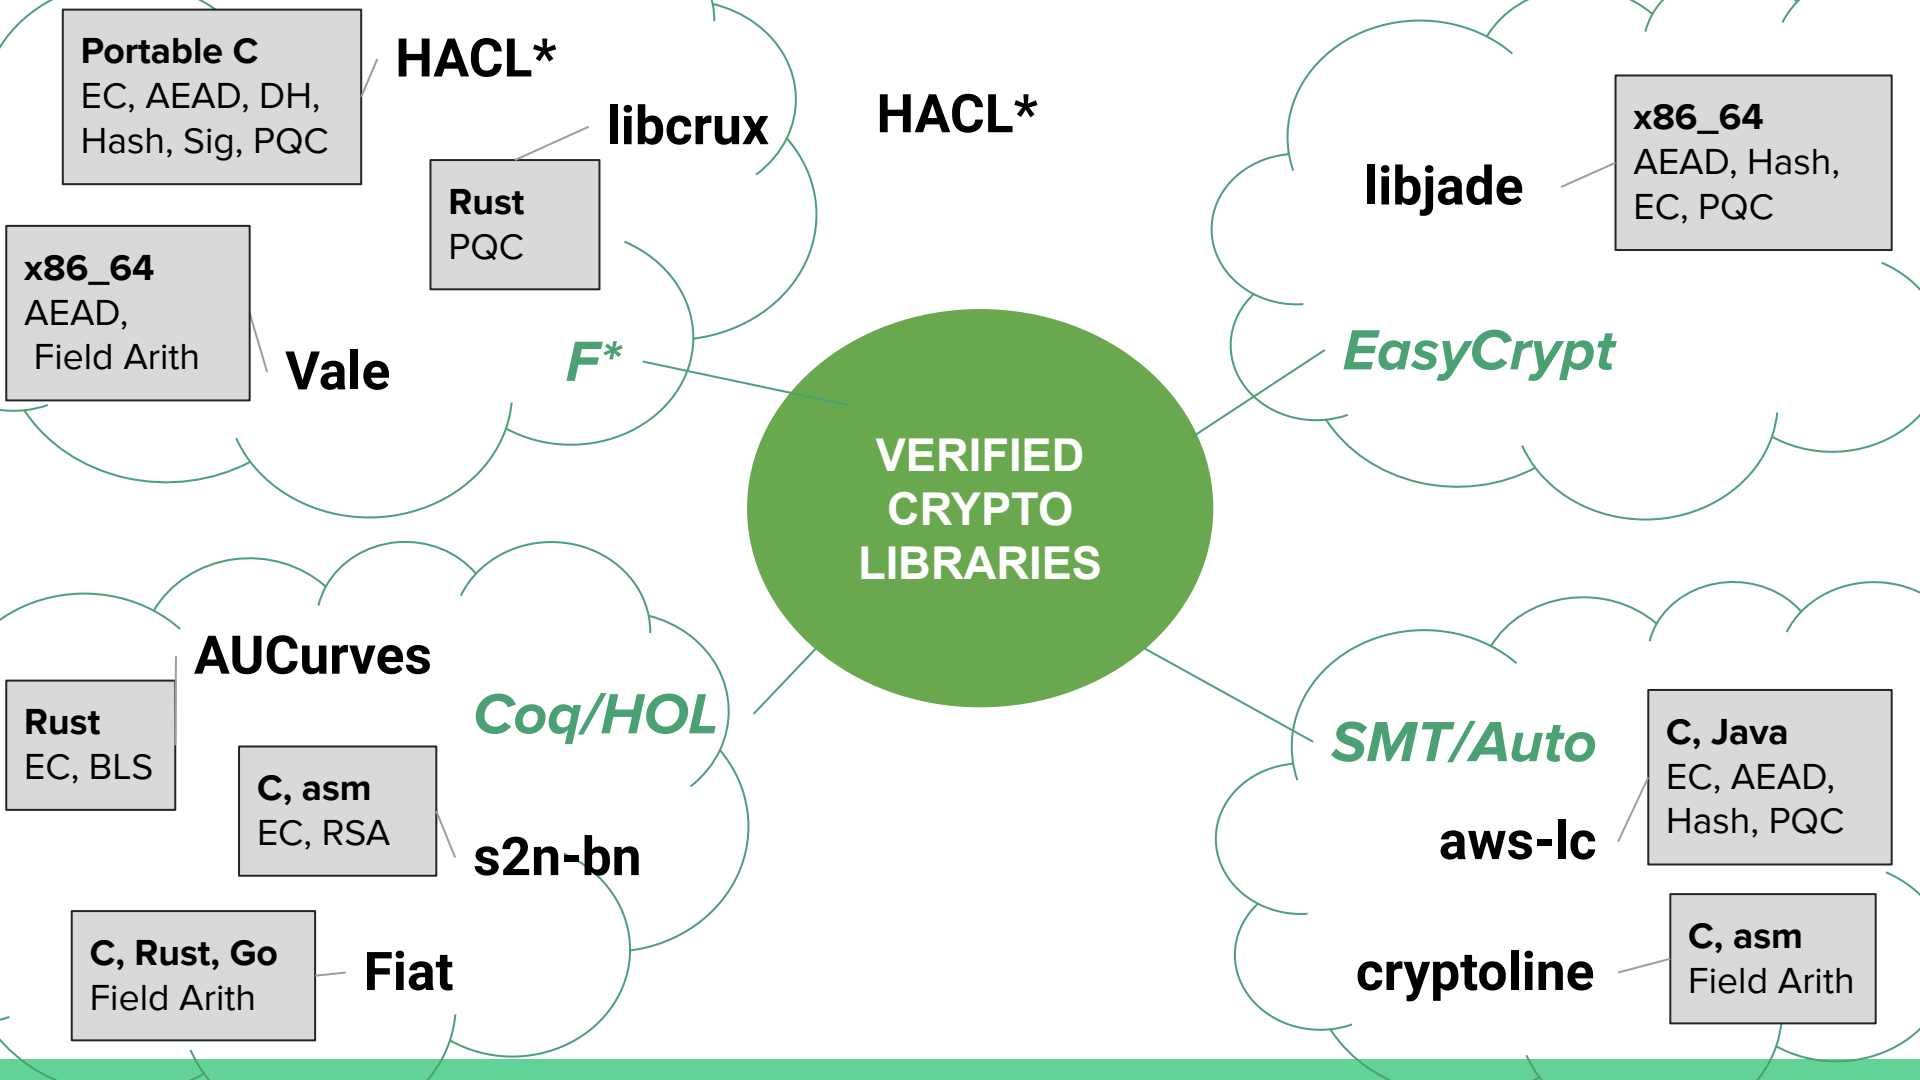 Portable C
EC, AEAD, DH,
Hash, Sig, PQC
HACL*
libcrux
Rust
PQC
x86_64
AEAD,
Field Arith
Vale
F*
HACL*
libjade
x86_64
AEAD, Hash,
EC, PQC
EasyCrypt
VERIFIED
CRYPTO
LIBRARIES
AUCurves
Rust
EC, BLS
Coq/HOL
C, asm
EC, RSA
s2n-bn
C, Rust, Go
Field Arith
Fiat
SMT/Auto
C, Java
EC, AEAD,
Hash, PQC
aws-lc
cryptoline
C, asm
Field Arith